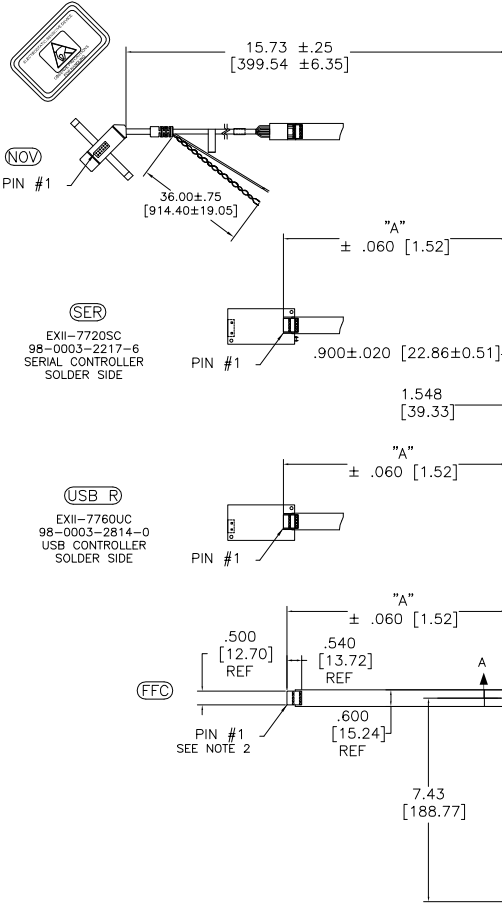 15.73 ±.25
[399.54 ±6.35]
NOV
PIN #1
36.00±.75
[914.40±19.05]
"A"
± .060 [1.52]
SER
EXII-7720SC
98-0003-2217-6
SERIAL CONTROLLER
SOLDER SIDE
PIN #1
.900±.020 [22.86±0.51]
1.548
[39.33]
"A"
± .060 [1.52]
USB R
EXII-7760UC
98-0003-2814-0
USB CONTROLLER
SOLDER SIDE
PIN #1
"A"
± .060 [1.52]
.500
[12.70]
REF
.540
[13.72]
REF
A
FFC
PIN #1
SEE NOTE 2
.600
[15.24]
REF
7.43
[188.77]